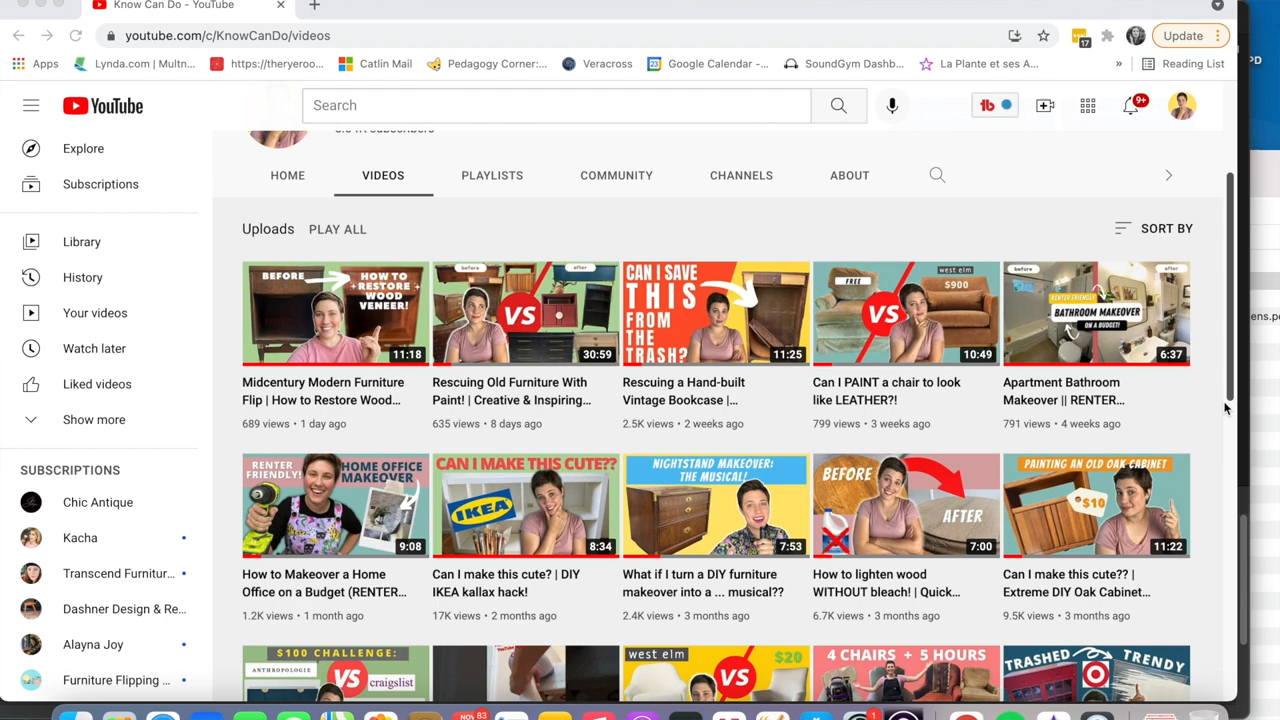 Know Can Do - YouTube
youtube.com/c/KnowCanDo/videos
17
Update
Apps
Lynda.com | Multn...
https://theryeroo...
Catlin Mail
Pedagogy Corner:...
Veracross
Google Calendar -...
SoundGym Dashb...
La Plante et ses A...
»
Reading List
PD
YouTube
Search
9+
Explore
Subscriptions
Library
History
Your videos
Watch later
Liked videos
Show more
SUBSCRIPTIONS
Chic Antique
Kacha
Transcend Furnitur...
Dashner Design & Re...
Alayna Joy
Furniture Flipping ...
HOME
VIDEOS
PLAYLISTS
COMMUNITY
CHANNELS
ABOUT
Uploads
PLAY ALL
SORT BY
BEFORE
HOW TO
RESTORE
WOOD
VENEER!
11:18
Midcentury Modern Furniture
Flip | How to Restore Wood...
689 views • 1 day ago
before
after
VS
30:59
Rescuing Old Furniture With
Paint! | Creative & Inspiring...
635 views • 8 days ago
CAN I SAVE
THIS
FROM
THE
TRASH?
11:25
Rescuing a Hand-built
Vintage Bookcase |...
2.5K views • 2 weeks ago
FREE
VS
west elm
$900
10:49
Can I PAINT a chair to look
like LEATHER?!
799 views • 3 weeks ago
before
after
RENTER FRIENDLY
BATHROOM MAKEOVER
ON A BUDGET!
6:37
Apartment Bathroom
Makeover || RENTER...
791 views • 4 weeks ago
RENTER
FRIENDLY!
HOME OFFICE
MAKEOVER
9:08
How to Makeover a Home
Office on a Budget (RENTER...
1.2K views • 1 month ago
CAN I MAKE THIS CUTE??
IKEA
8:34
Can I make this cute? | DIY
IKEA kallax hack!
17K views • 2 months ago
NIGHTSTAND MAKEOVER:
THE MUSICAL!
7:53
What if I turn a DIY furniture
makeover into a ... musical??
2.4K views • 3 months ago
BEFORE
AFTER
7:00
How to lighten wood
WITHOUT bleach! | Quick...
6.7K views • 3 months ago
PAINTING AN OLD OAK CABINET
$10
11:22
Can I make this cute?? |
Extreme DIY Oak Cabinet...
9.5K views • 3 months ago
$100 CHALLENGE:
ANTHROPOLOGIE
VS
craigslist
west elm
VS
$20
4 CHAIRS + 5 HOURS
TRASHED
TRENDY
NOV
83
1